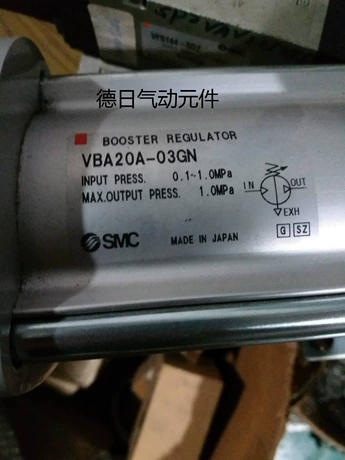 德日气动元件
BOOSTER REGULATOR
VBA20A-03GN
INPUT PRESS. 0.1~1.0MPa
MAX.OUTPUT PRESS. 1.0MPa
IN
OUT
EXH
G SZ
SMC
MADE IN JAPAN